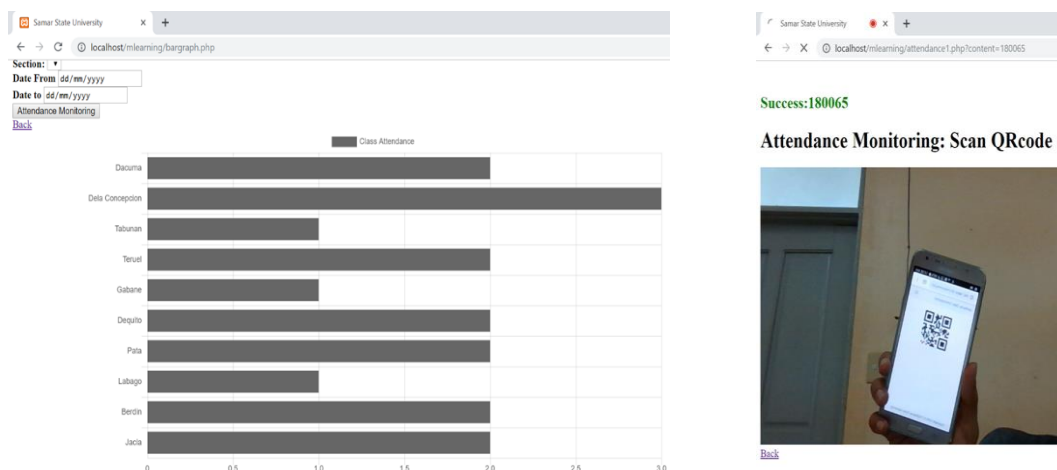 Samar State University
localhost/mlearning/bargraph.php
Section:
Date From dd/mm/yyyy
Date to dd/mm/yyyy
Attendance Monitoring
Back
Class Attendance
Dacuma
Dela Concepcion
Tabunan
Teruel
Gabane
Dequito
Pata
Labago
Berdin
Jacla
0 0.5 1.0 1.5 2.0 2.5 3.0
Samar State University
localhost/mlearning/attendance1.php?content=180065
Success:180065
Attendance Monitoring: Scan QRcode
Back